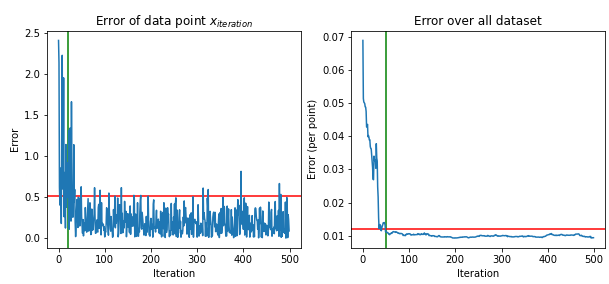 Error of data point x_iteration
Error
2.5
2.0
1.5
1.0
0.5
0.0
0 100 200 300 400 500
Iteration
Error over all dataset
Error (per point)
0.07
0.06
0.05
0.04
0.03
0.02
0.01
0 100 200 300 400 500
Iteration